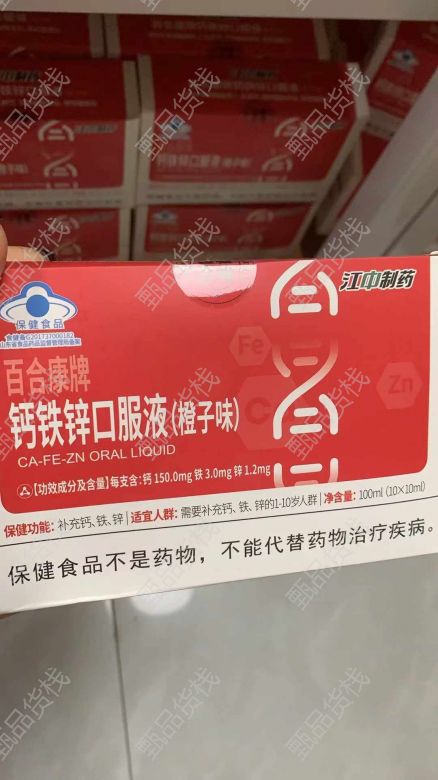 江中制药
保健食品
食健备G201737000182
山东省食品药品监督管理局备案
百合康牌
钙铁锌口服液(橙子味)
CA-FE-ZN ORAL LIQUID
Fe
Zn
【功效成分及含量】每支含:钙 150.0mg 铁 3.0mg 锌 1.2mg
保健功能: 补充钙、铁、锌 | 适宜人群: 需要补充钙、铁、锌的1-10岁人群 | 净含量: 100ml (10×10ml)
保健食品不是药物，不能代替药物治疗疾病。
甄品货栈